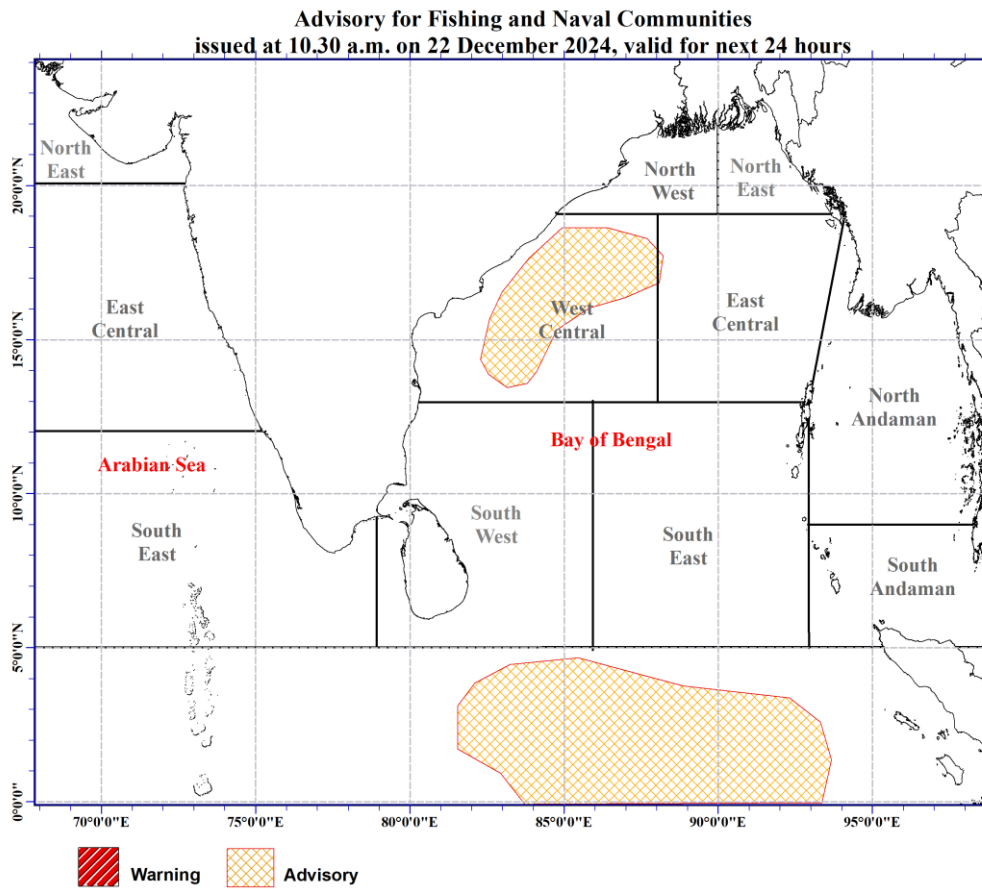 Advisory for Fishing and Naval Communities
issued at 10.30 a.m. on 22 December 2024, valid for next 24 hours
North
East
North
West
North
East
20°0'0"N
East
Central
West
Central
East
Central
15°0'0"N
North
Andaman
Bay of Bengal
Arabian Sea
10°0'0"N
South
East
South
West
South
East
South
Andaman
5°0'0"N
0°0'0"
70°0'0"E
75°0'0"E
80°0'0"E
85°0'0"E
90°0'0"E
95°0'0"E
Warning
Advisory